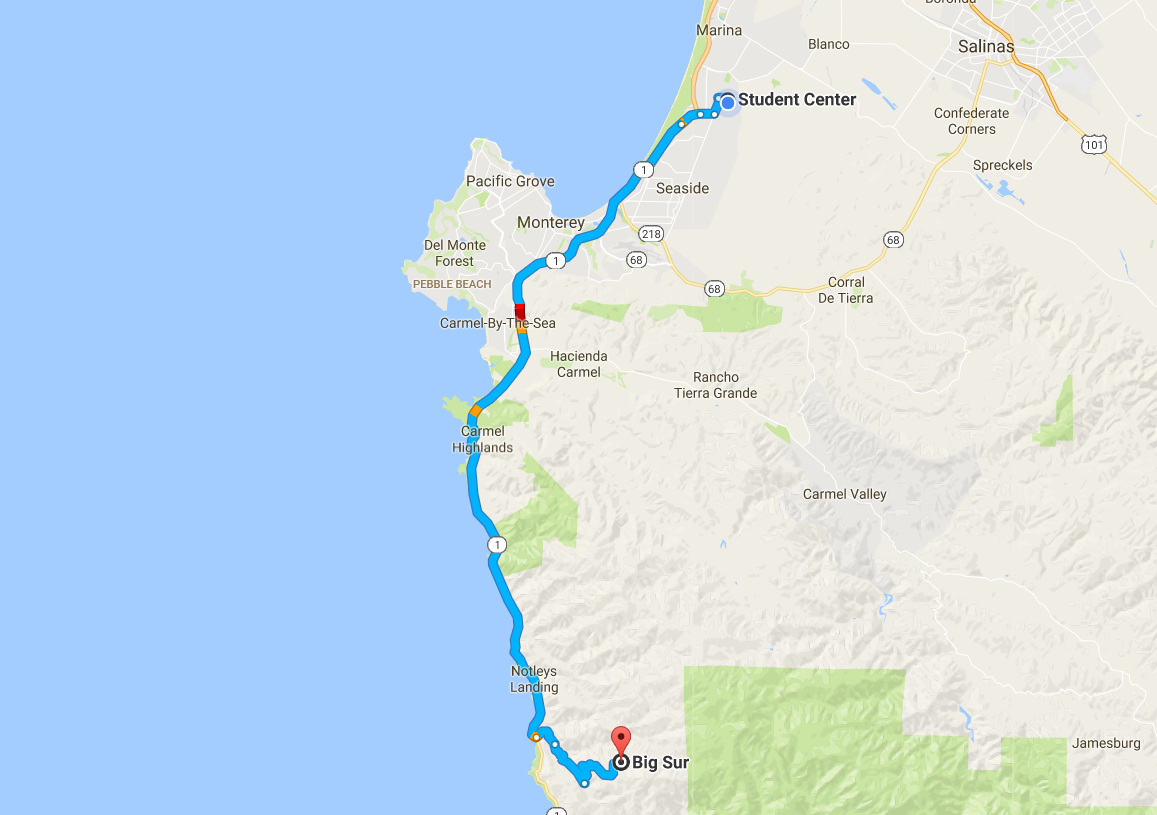 Marina
Blanco
Salinas
Student Center
Confederate
Corners
101
Spreckels
1
Pacific Grove
Seaside
Monterey
218
68
Del Monte
Forest
1
68
PEBBLE BEACH
68
Corral
De Tierra
Carmel-By-The-Sea
Hacienda
Carmel
Rancho
Tierra Grande
Carmel
Highlands
Carmel Valley
1
Notleys
Landing
Jamesburg
Big Sur
1